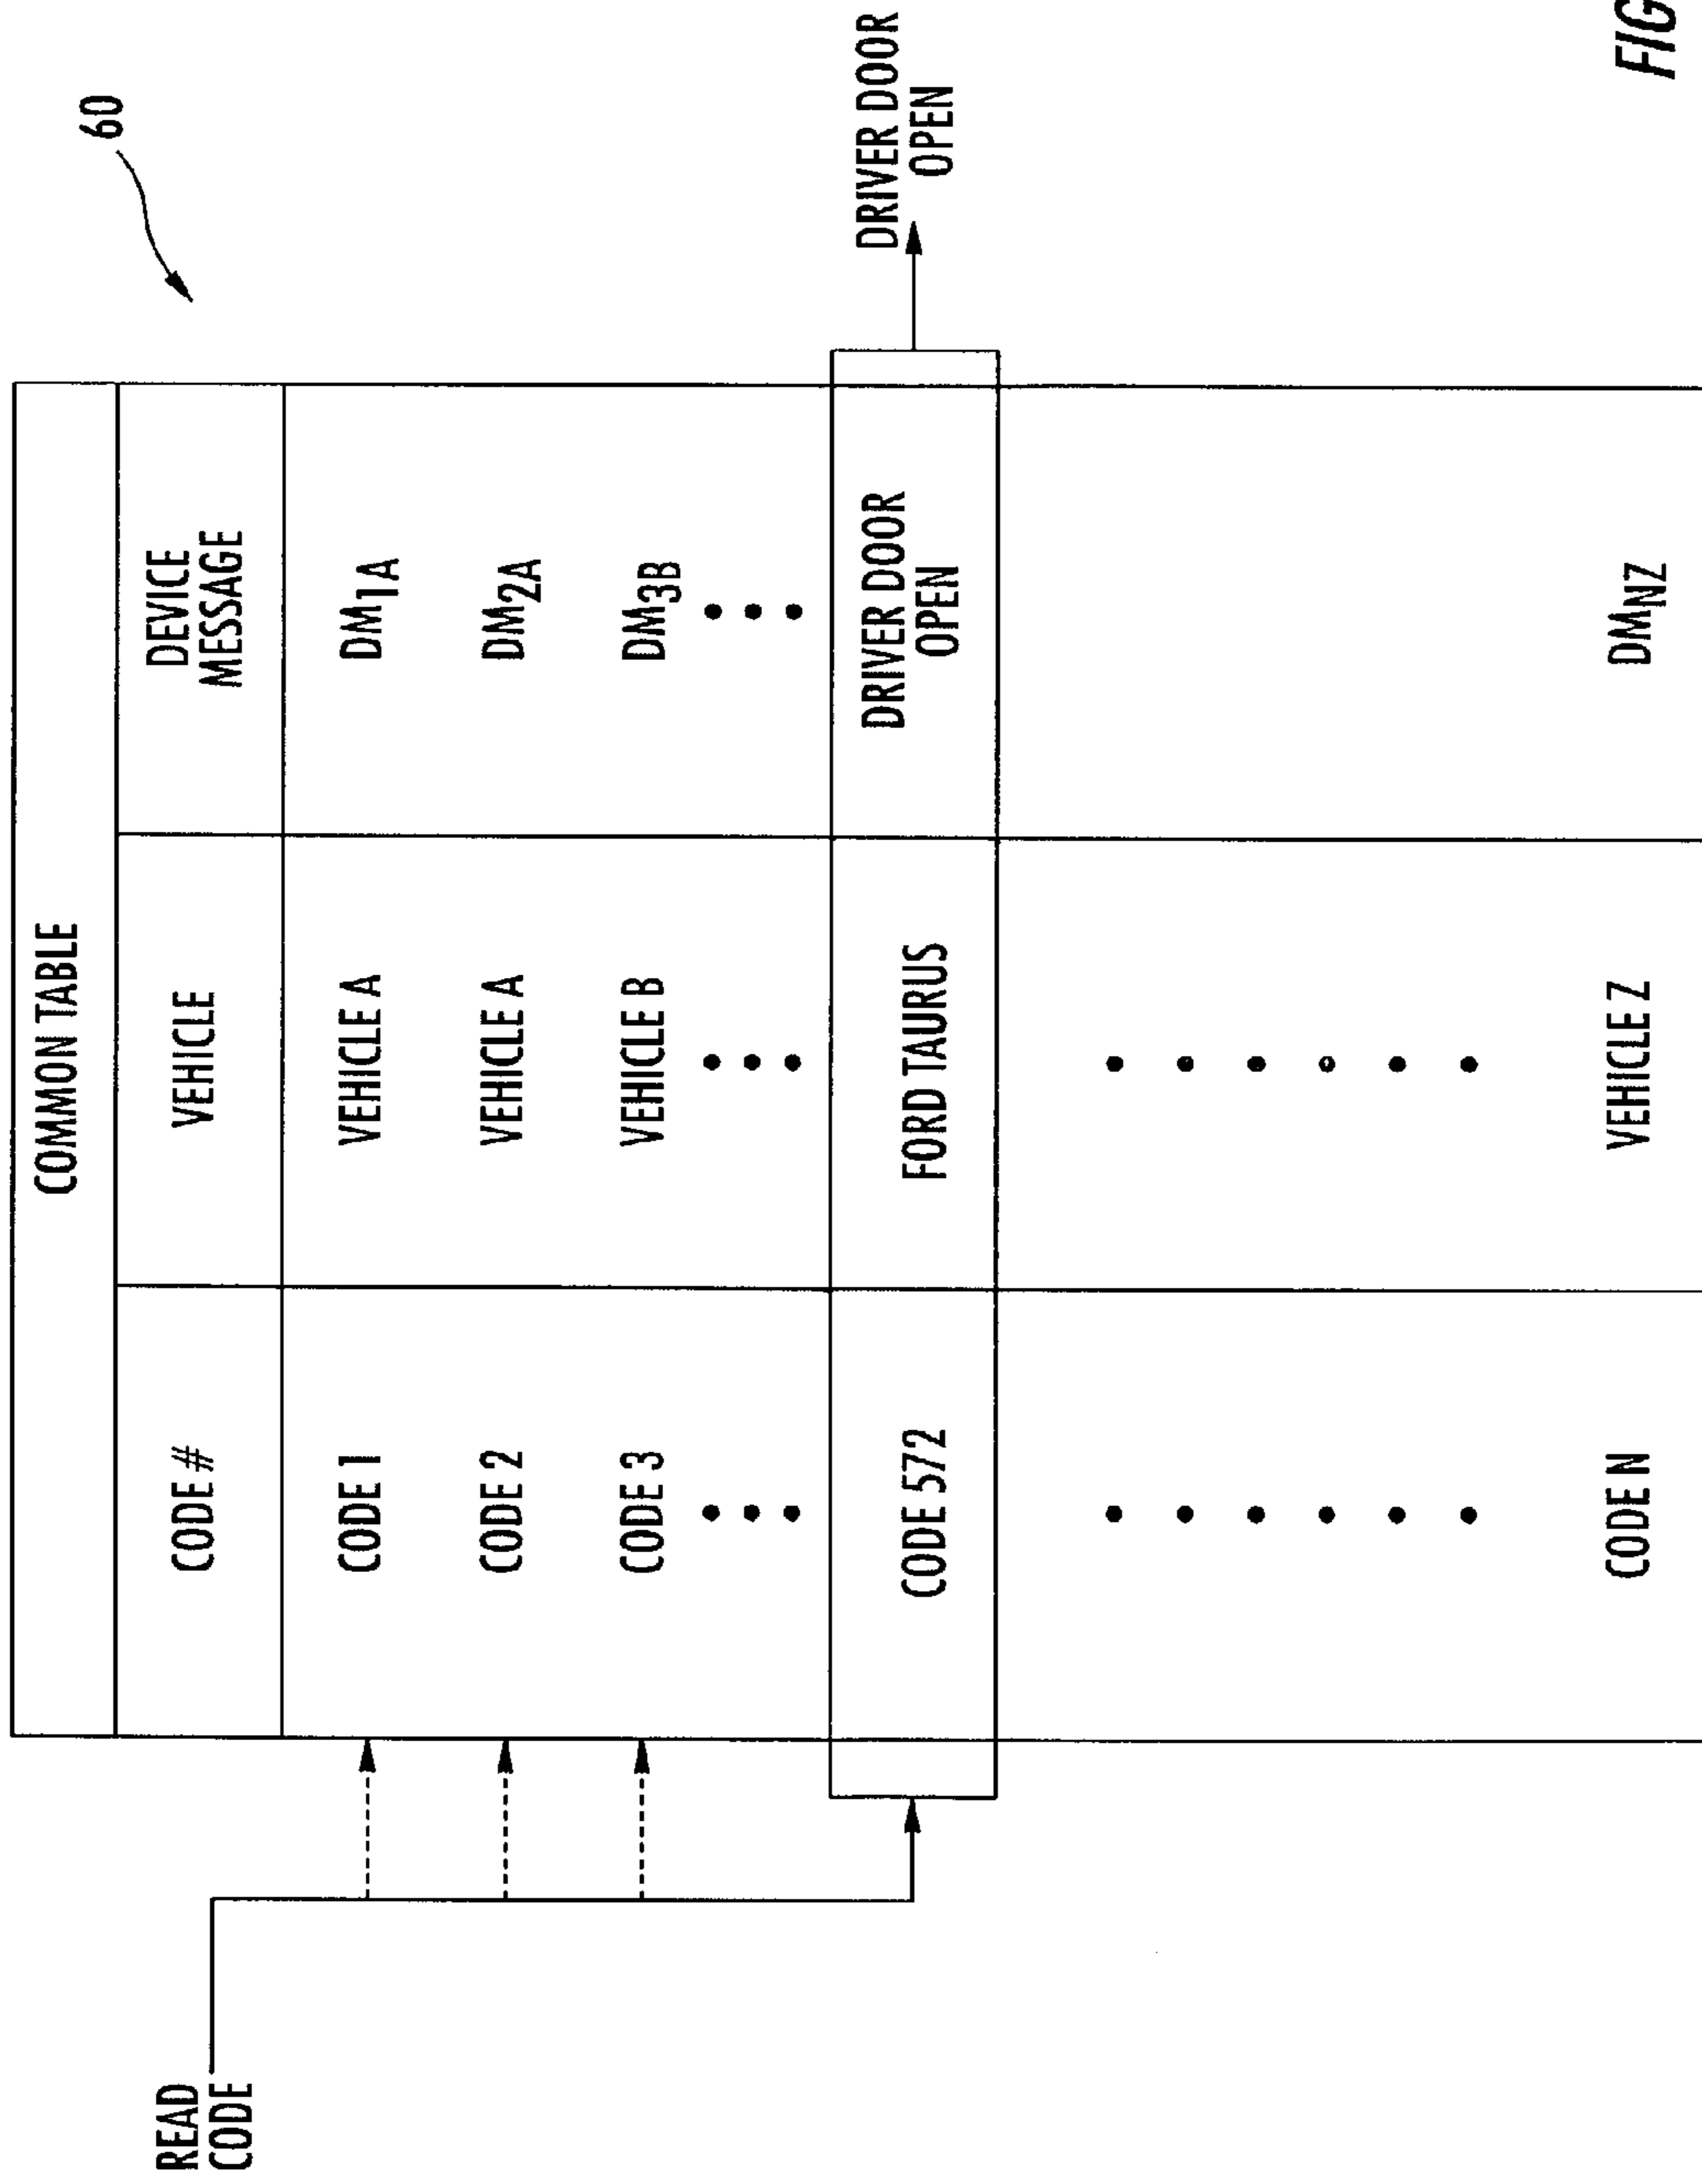 60
COMMON TABLE
CODE #
VEHICLE
DEVICE
MESSAGE
READ
CODE
CODE 1
VEHICLE A
DM1A
CODE 2
VEHICLE A
DM2A
CODE 3
VEHICLE B
DM3B
CODE 572
FORD TAURUS
DRIVER DOOR
OPEN
DRIVER DOOR
OPEN
CODE N
VEHICLE Z
DMNZ
FIG